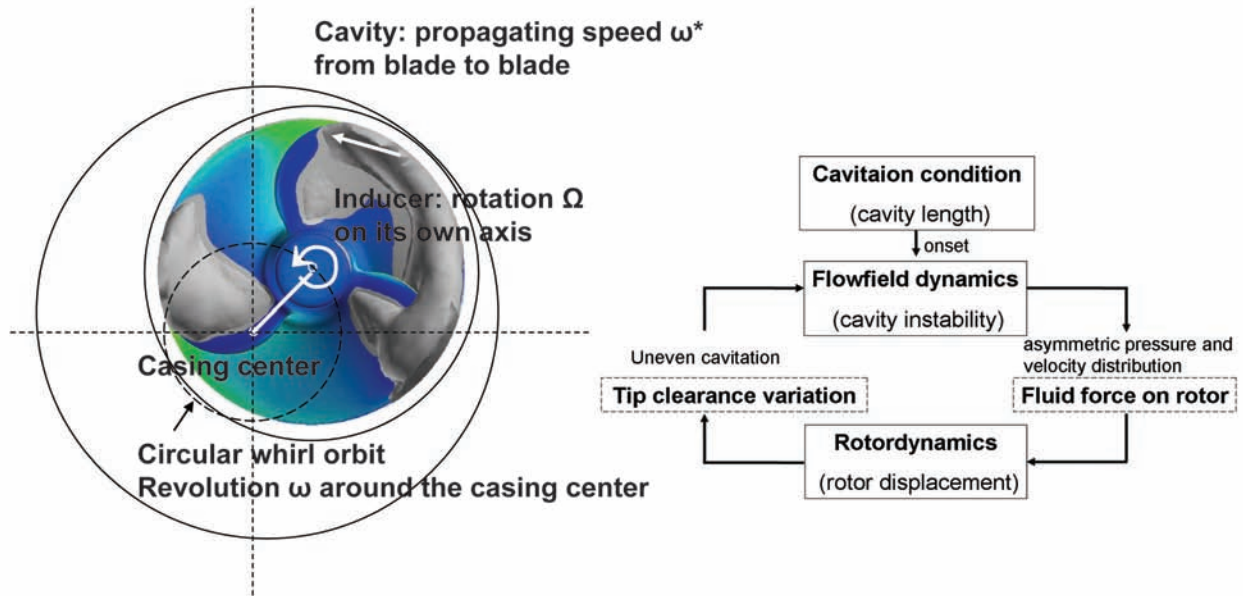 Cavity: propagating speed ω*
from blade to blade
Inducer: rotation Ω
on its own axis
Casing center
Circular whirl orbit
Revolution ω around the casing center
Cavitaion condition
(cavity length)
onset
Flowfield dynamics
(cavity instability)
Uneven cavitation
asymmetric pressure and
velocity distribution
Tip clearance variation
Fluid force on rotor
Rotordynamics
(rotor displacement)